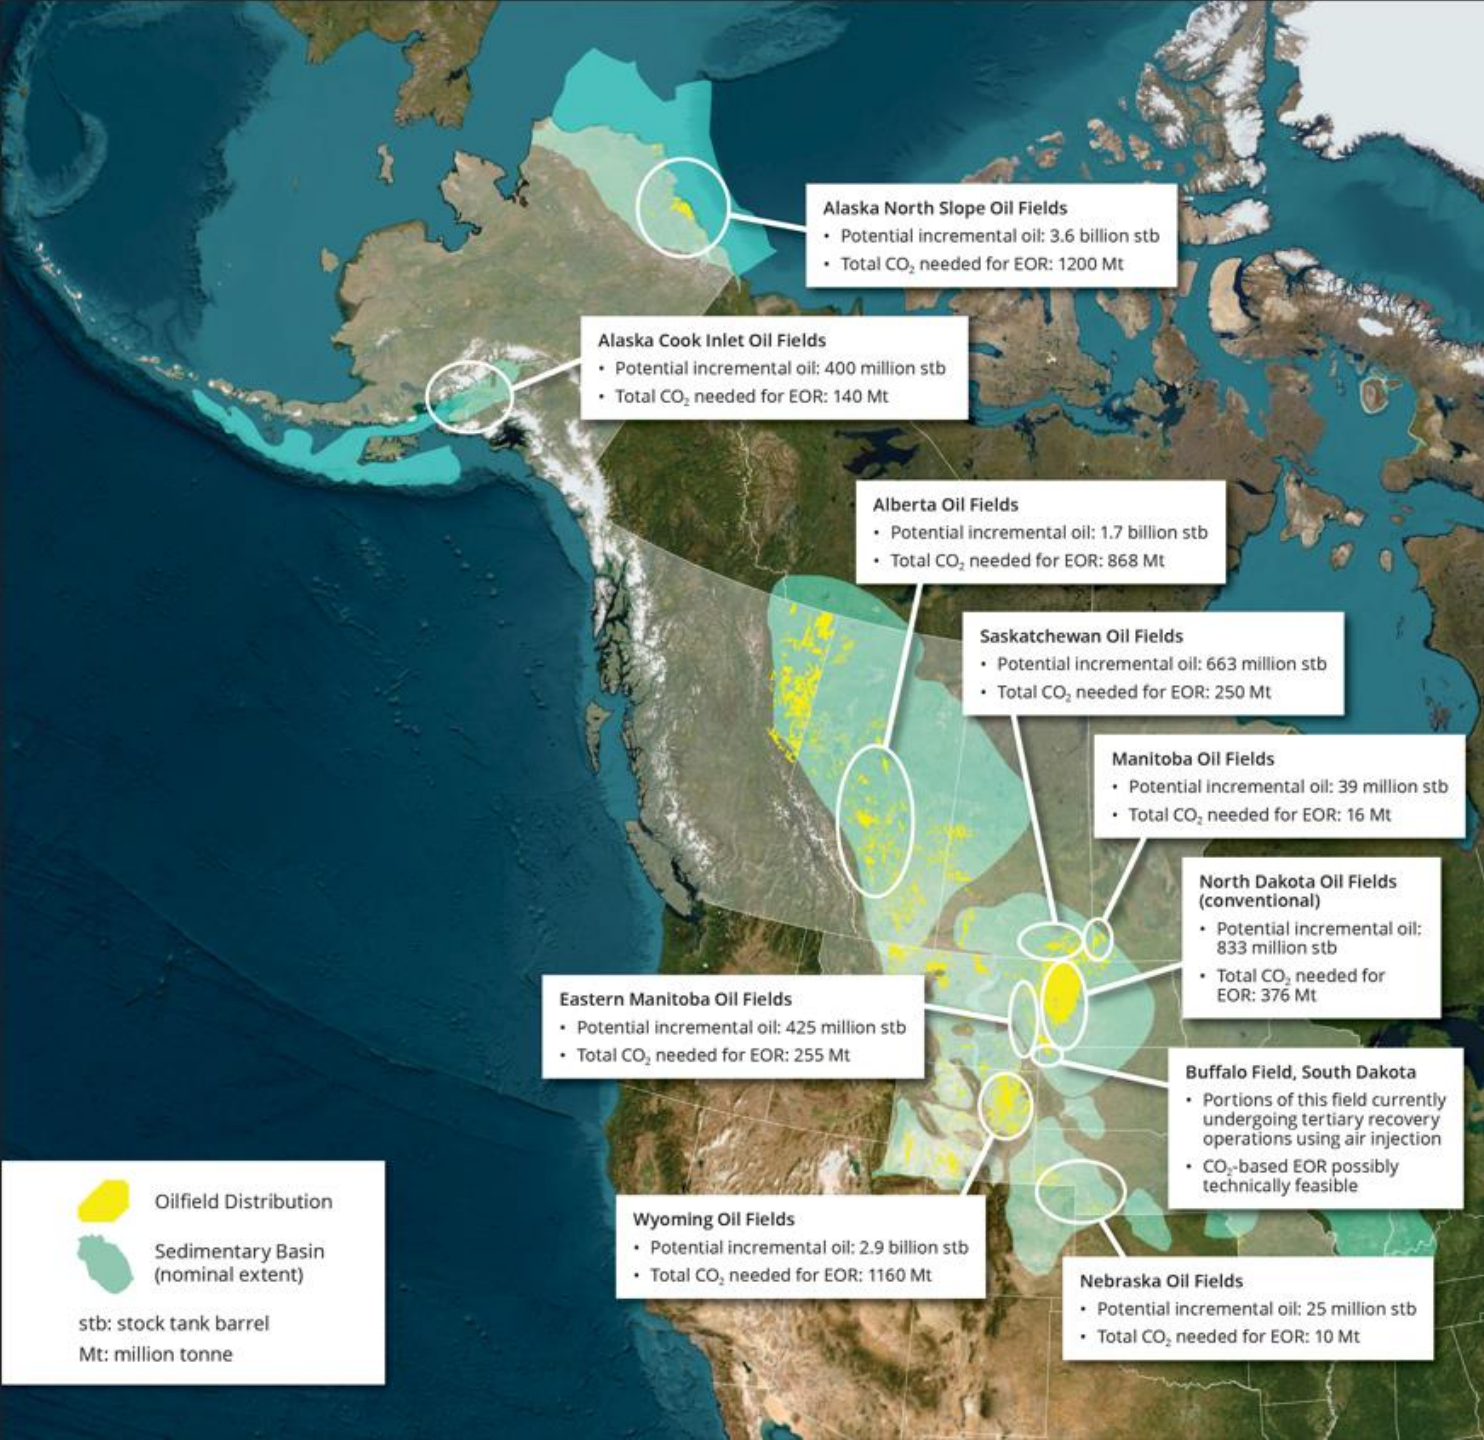 Alaska North Slope Oil Fields
• Potential incremental oil: 3.6 billion stb
• Total CO₂ needed for EOR: 1200 Mt
Alaska Cook Inlet Oil Fields
• Potential incremental oil: 400 million stb
• Total CO₂ needed for EOR: 140 Mt
Alberta Oil Fields
• Potential incremental oil: 1.7 billion stb
• Total CO₂ needed for EOR: 868 Mt
Saskatchewan Oil Fields
• Potential incremental oil: 663 million stb
• Total CO₂ needed for EOR: 250 Mt
Manitoba Oil Fields
• Potential incremental oil: 39 million stb
• Total CO₂ needed for EOR: 16 Mt
North Dakota Oil Fields
(conventional)
• Potential incremental oil:
833 million stb
• Total CO₂ needed for
EOR: 376 Mt
Eastern Manitoba Oil Fields
• Potential incremental oil: 425 million stb
• Total CO₂ needed for EOR: 255 Mt
Buffalo Field, South Dakota
• Portions of this field currently
undergoing tertiary recovery
operations using air injection
• CO₂-based EOR possibly
technically feasible
Wyoming Oil Fields
• Potential incremental oil: 2.9 billion stb
• Total CO₂ needed for EOR: 1160 Mt
Nebraska Oil Fields
• Potential incremental oil: 25 million stb
• Total CO₂ needed for EOR: 10 Mt
Oilfield Distribution
Sedimentary Basin
(nominal extent)
stb: stock tank barrel
Mt: million tonne